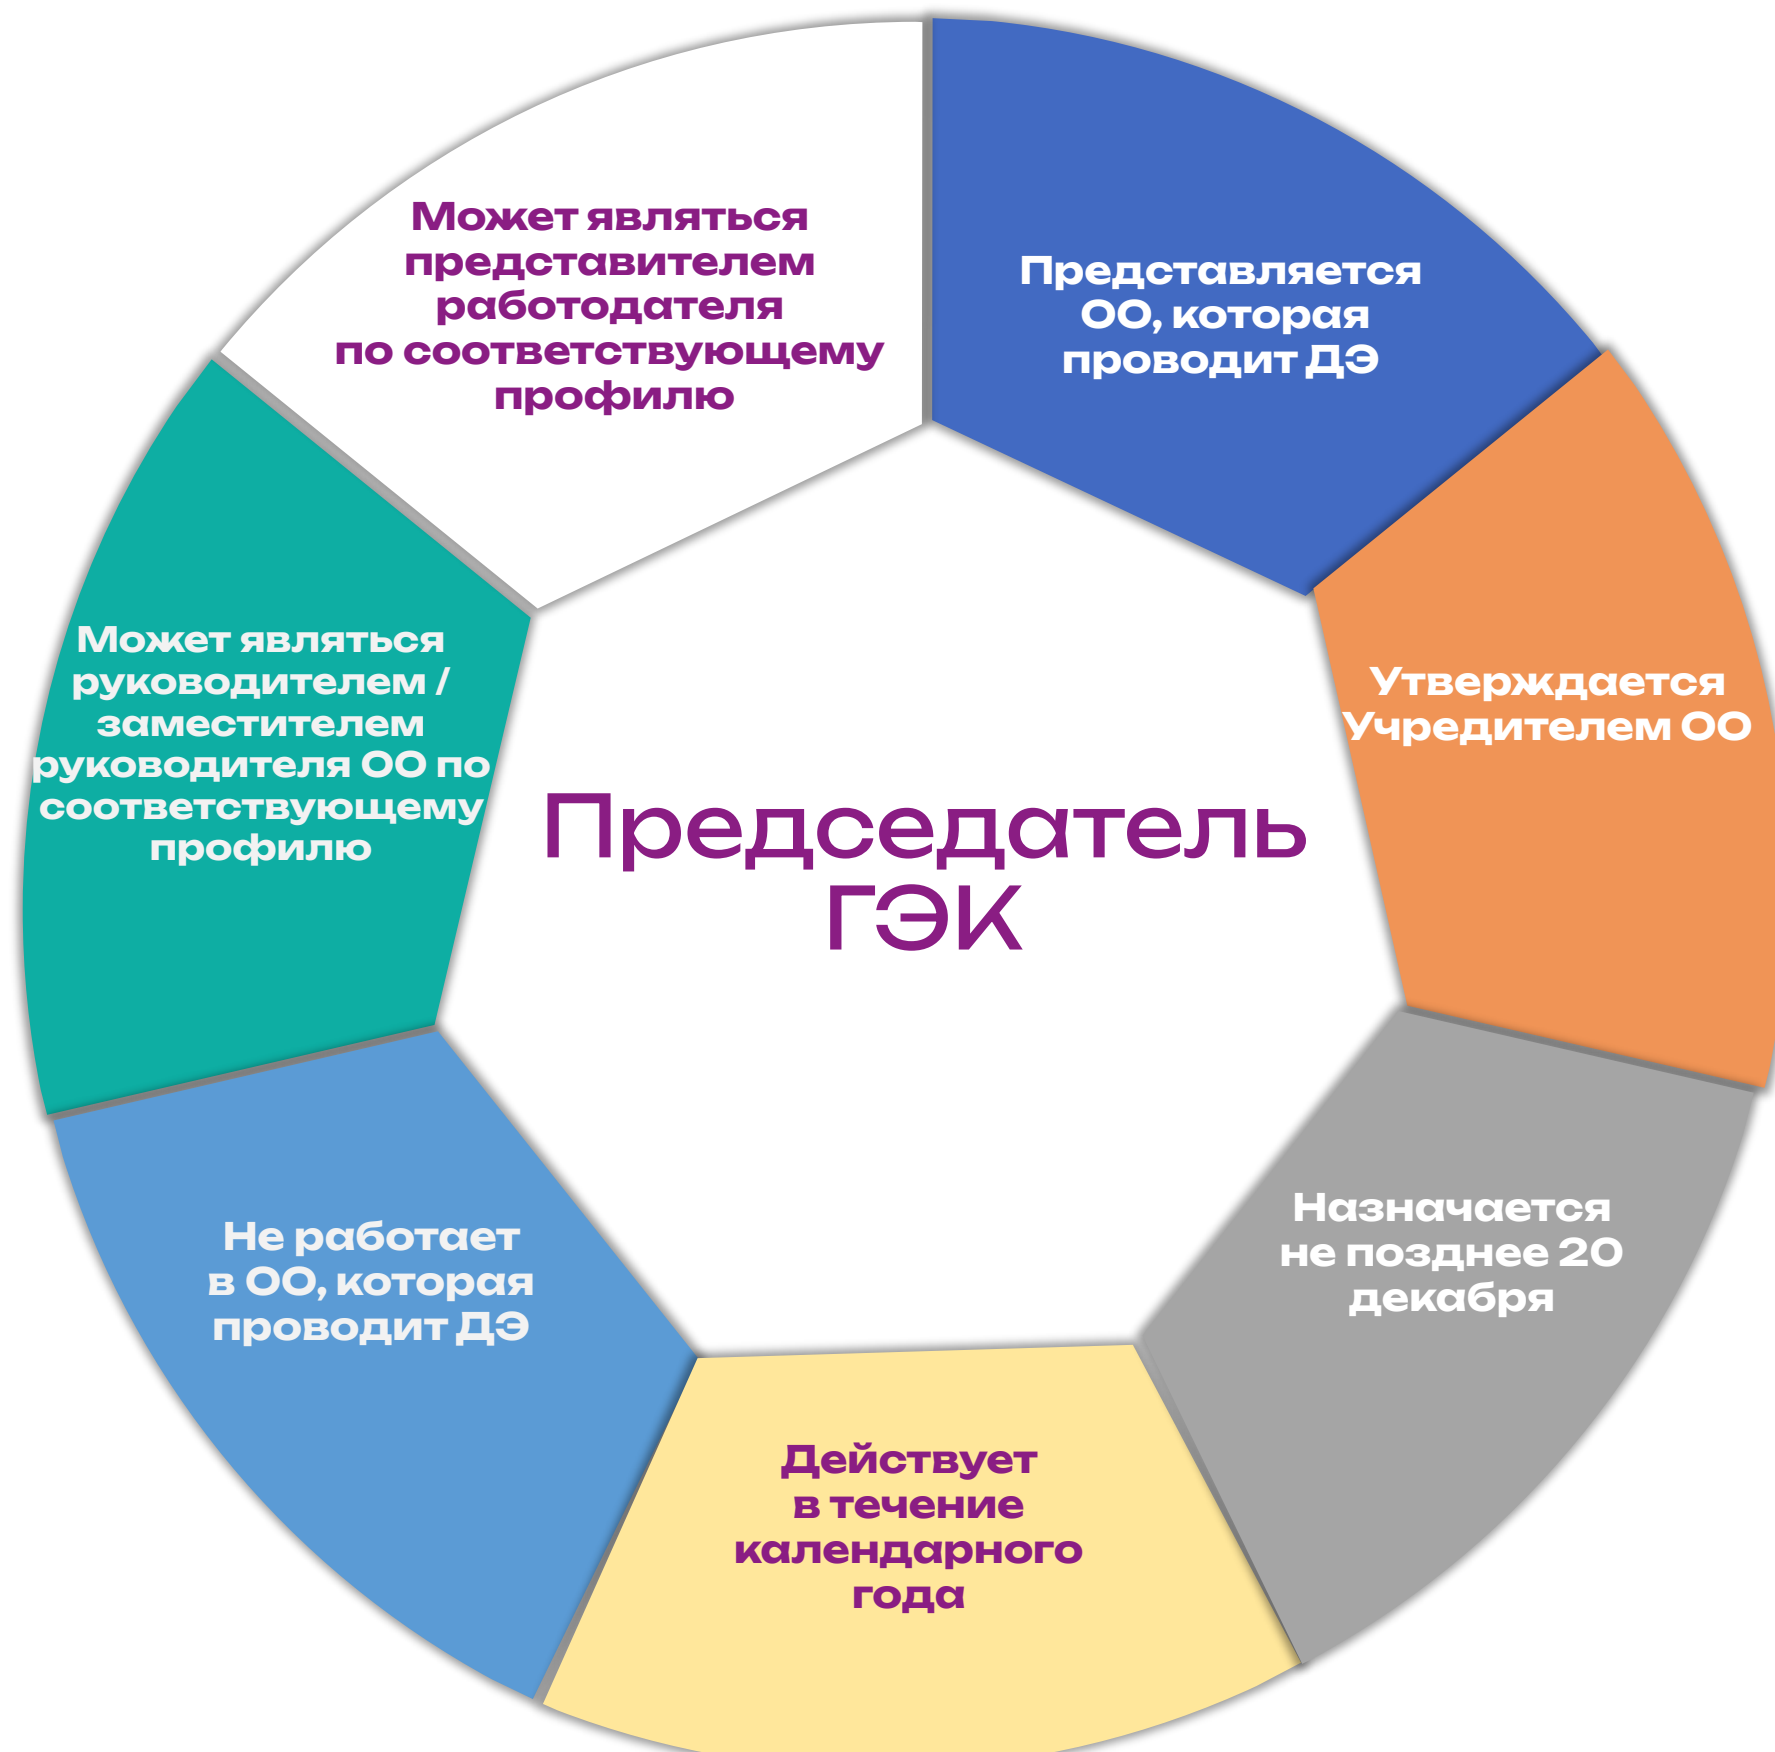 Может являться
представителем
работодателя
по соответствующему
профилю
Представляется
ОО, которая
проводит ДЭ
Утверждается
Учредителем ОО
Назначается
не позднее 20
декабря
Действует
в течение
календарного
года
Не работает
в ОО, которая
проводит ДЭ
Может являться
руководителем /
заместителем
руководителя ОО по
соответствующему
профилю
Председатель
ГЭК